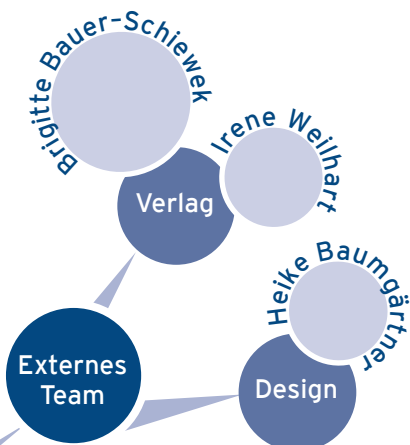 Brigitte Bauer-Schiewek
Irene Weilhart
Verlag
Heike Baumgärtner
Externes
Team
Design